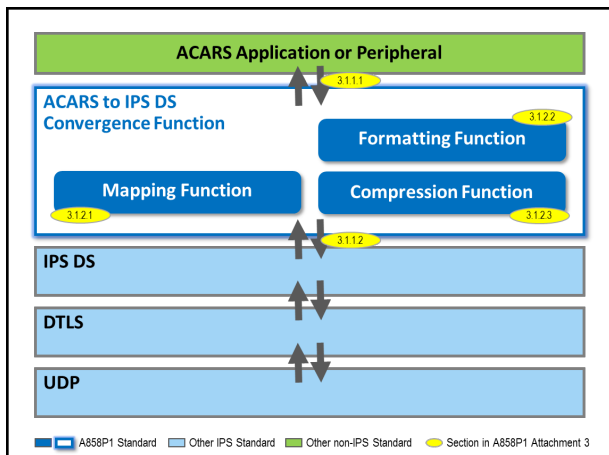 ACARS Application or Peripheral
3.1.1.1
ACARS to IPS DS
Convergence Function
3.1.2.2
Formatting Function
Mapping Function
Compression Function
3.1.2.1
3.1.2.3
3.1.1.2
IPS DS
DTLS
UDP
A858P1 Standard Other IPS Standard Other non-IPS Standard Section in A858P1 Attachment 3